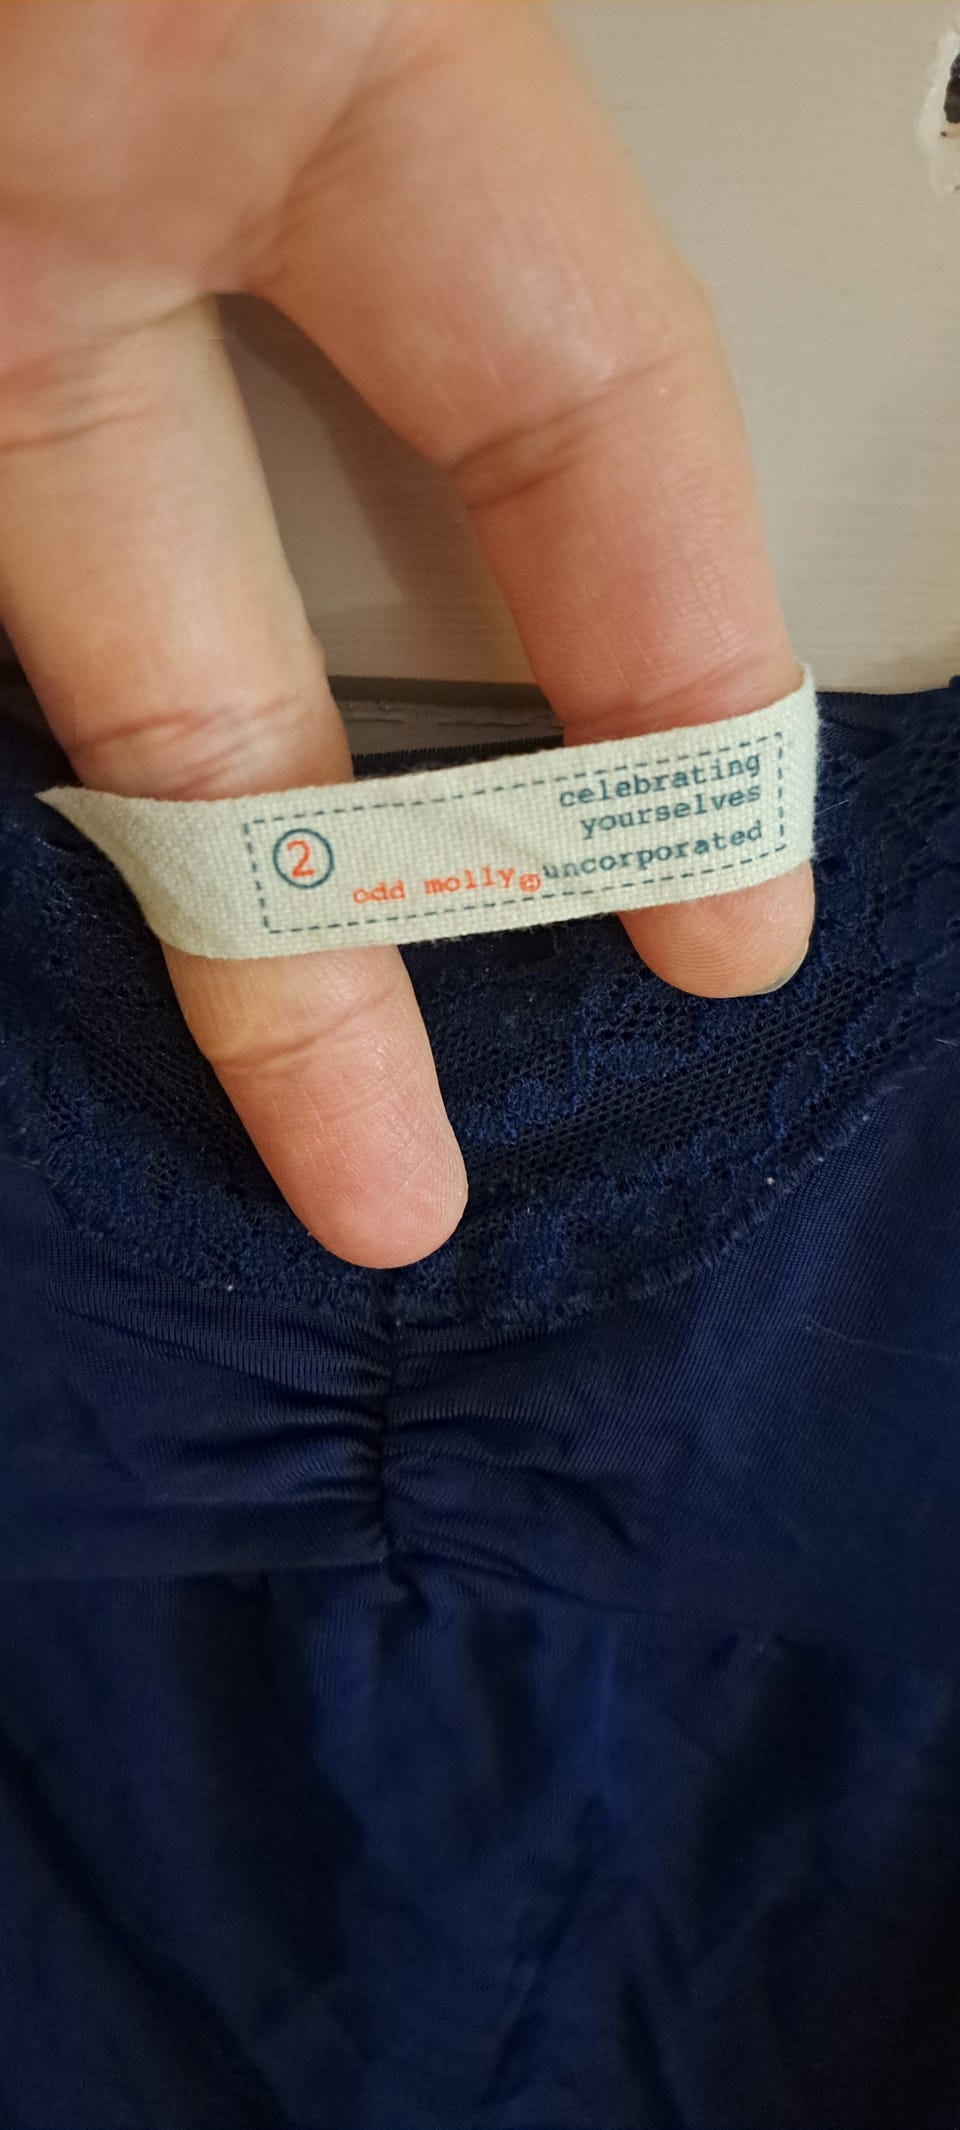 celebrating
yourselves
uncorporated
2
odd molly©